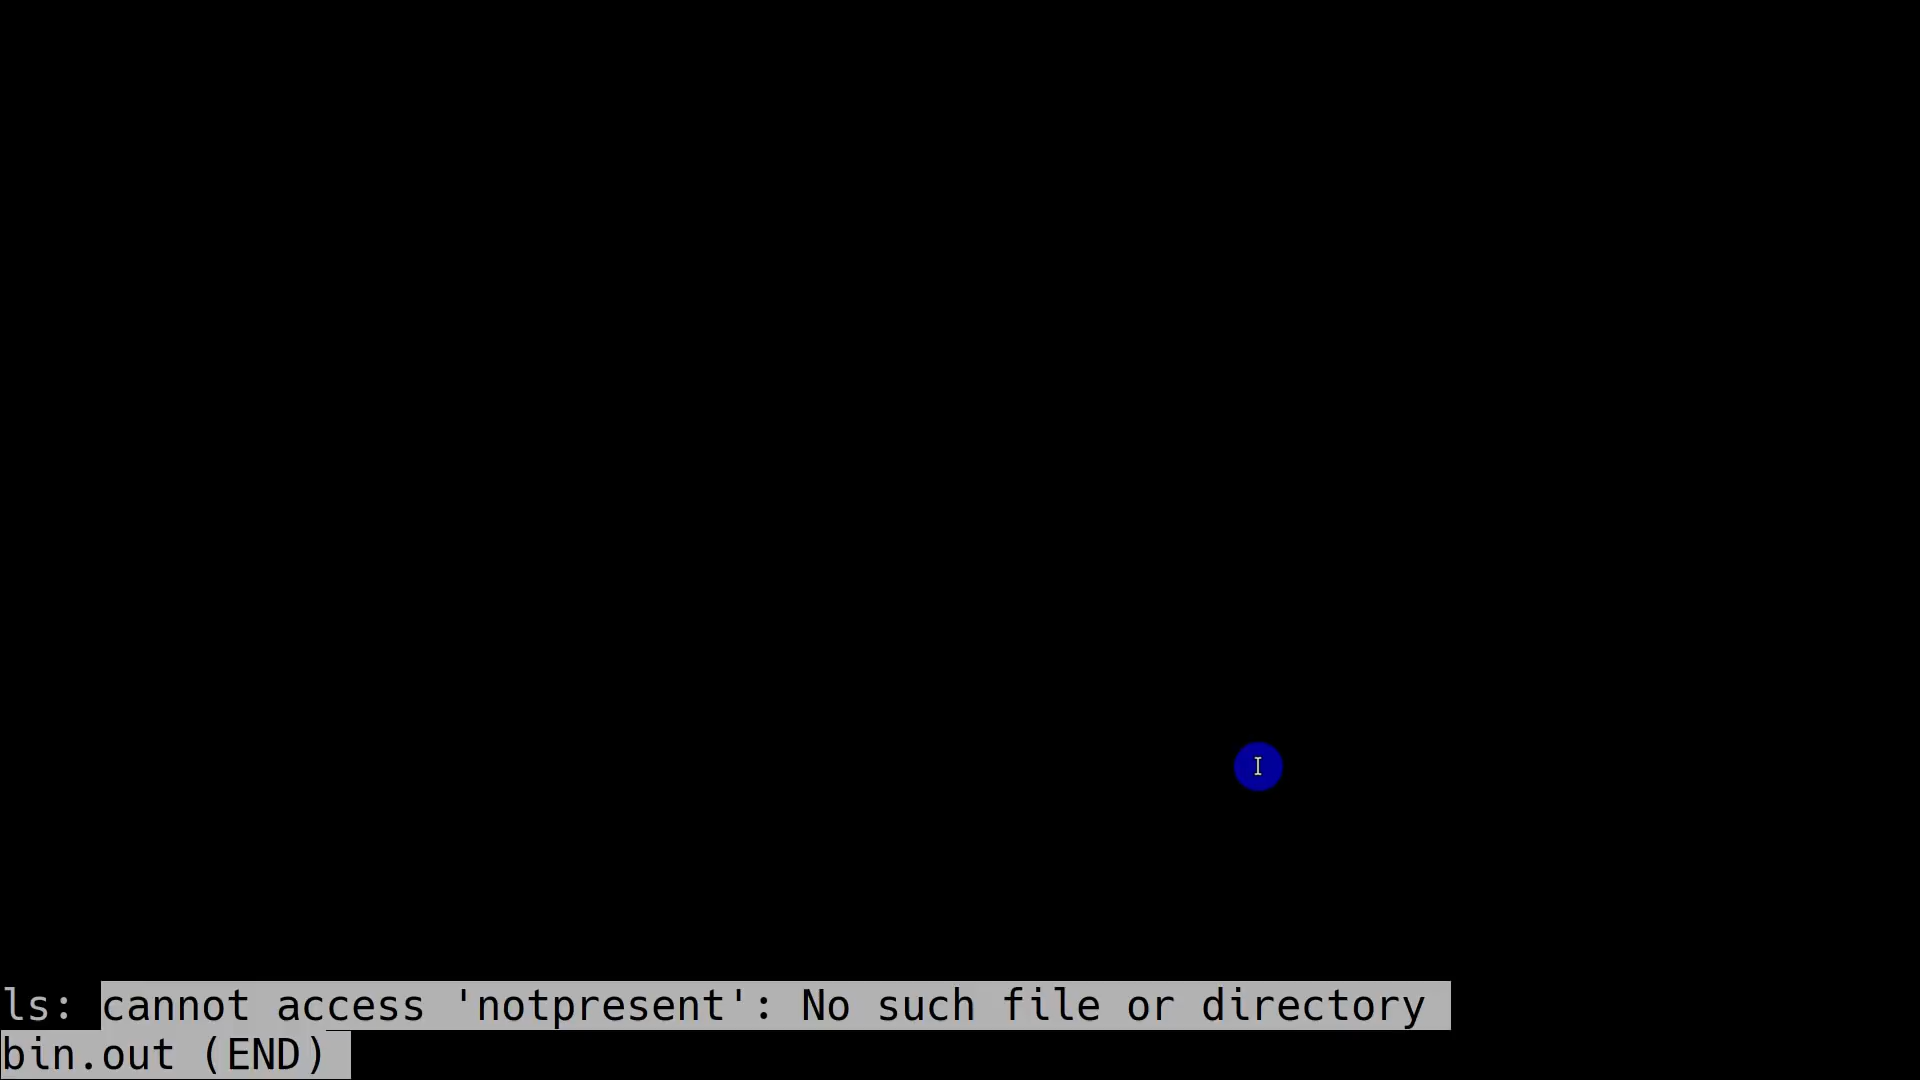 ls: cannot access 'notpresent': No such file or directory
bin.out (END)